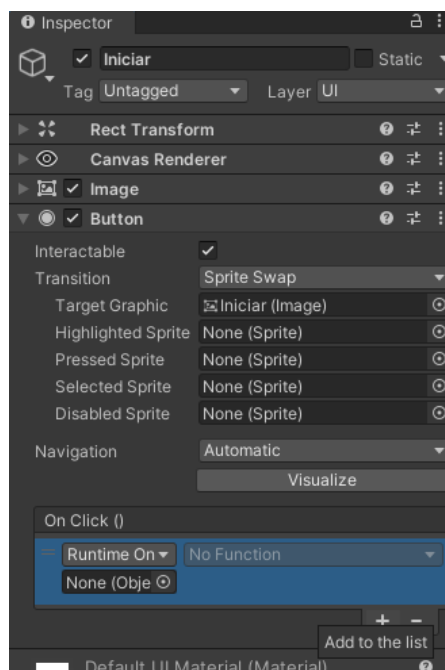 Inspector
Iniciar Static
Tag Untagged Layer UI
Rect Transform
Canvas Renderer
Image
Button
Interactable
Transition Sprite Swap
Target Graphic Iniciar (Image)
Highlighted Sprite None (Sprite)
Pressed Sprite None (Sprite)
Selected Sprite None (Sprite)
Disabled Sprite None (Sprite)
Navigation Automatic
Visualize
On Click ()
Runtime On No Function
None (Obje
Add to the list
Default UI Material (Material)